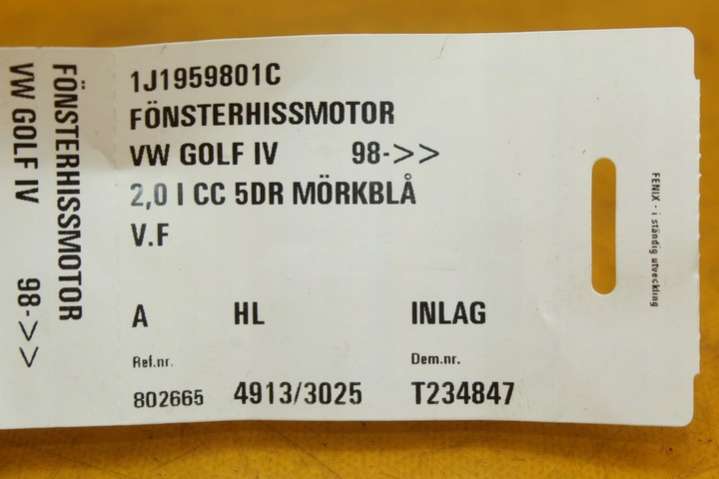 FÖNSTERHISSMOTOR
VW GOLF IV 98->>
1J1959801C
FÖNSTERHISSMOTOR
VW GOLF IV 98->>
2,0 I CC 5DR MÖRKBLÅ
V.F
A HL INLAG
Ref.nr. Dem.nr.
802665 4913/3025 T234847
FENIX - i ständig utveckling